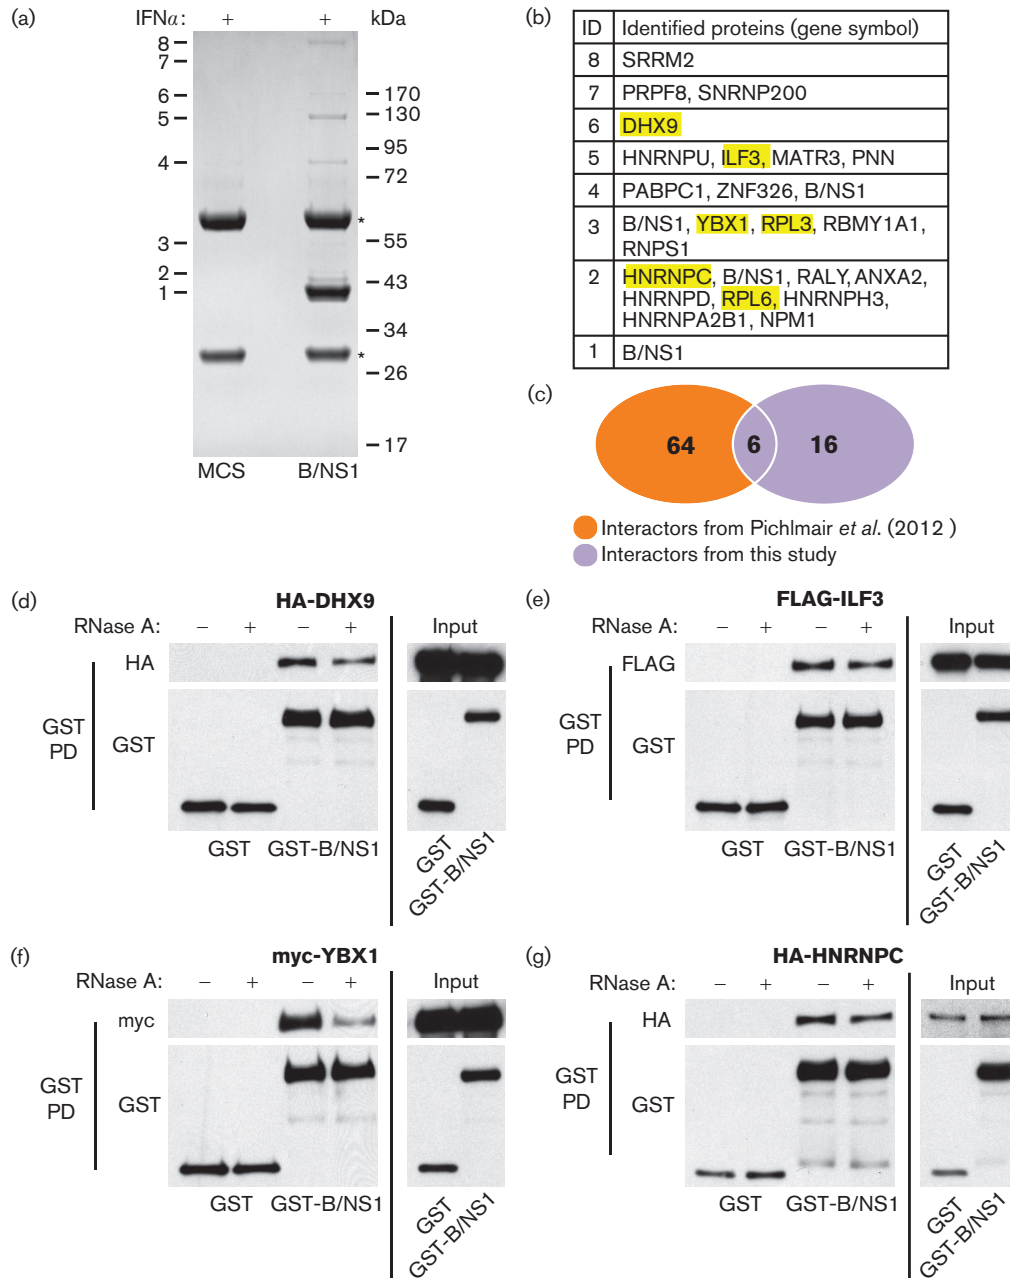 (a)
IFNα: + + kDa
8
7
6
5
4
3
2
1
170
130
95
72
55
43
34
26
17
*
*
MCS B/NS1
(b)
ID Identified proteins (gene symbol)
8 SRRM2
7 PRPF8, SNRNP200
6 DHX9
5 HNRNPU, ILF3, MATR3, PNN
4 PABPC1, ZNF326, B/NS1
3 B/NS1, YBX1, RPL3, RBMY1A1,
RNPS1
2 HNRNPC, B/NS1, RALY, ANXA2,
HNRNPD, RPL6, HNRNPH3,
HNRNPA2B1, NPM1
1 B/NS1
(c)
64 6 16
Interactors from Pichlmair et al. (2012 )
Interactors from this study
(d)
HA-DHX9
RNase A: − + − + Input
HA
GST
PD
GST
GST GST-B/NS1
GST
GST-B/NS1
(e)
FLAG-ILF3
RNase A: − + − + Input
FLAG
GST
PD
GST
GST GST-B/NS1
GST
GST-B/NS1
(f)
myc-YBX1
RNase A: − + − + Input
myc
GST
PD
GST
GST GST-B/NS1
GST
GST-B/NS1
(g)
HA-HNRNPC
RNase A: − + − + Input
HA
GST
PD
GST
GST GST-B/NS1
GST
GST-B/NS1